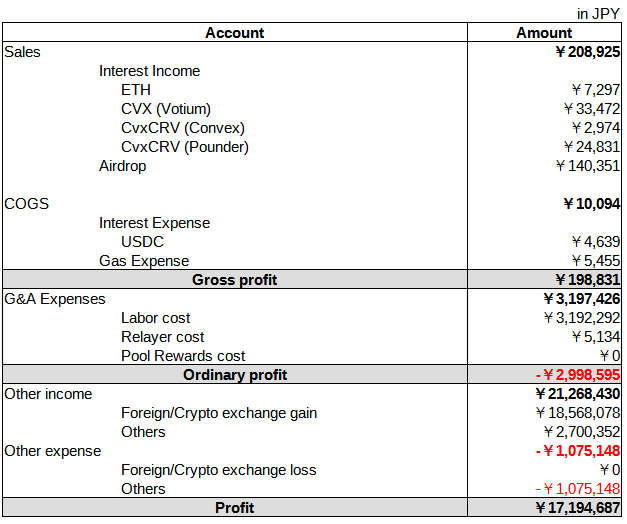 in JPY
Account Amount
Sales ¥208,925
Interest Income
ETH ¥7,297
CVX (Votium) ¥33,472
CvxCRV (Convex) ¥2,974
CvxCRV (Pounder) ¥24,831
Airdrop ¥140,351
COGS ¥10,094
Interest Expense
USDC ¥4,639
Gas Expense ¥5,455
Gross profit ¥198,831
G&A Expenses ¥3,197,426
Labor cost ¥3,192,292
Relayer cost ¥5,134
Pool Rewards cost ¥0
Ordinary profit -¥2,998,595
Other income ¥21,268,430
Foreign/Crypto exchange gain ¥18,568,078
Others ¥2,700,352
Other expense -¥1,075,148
Foreign/Crypto exchange loss ¥0
Others -¥1,075,148
Profit ¥17,194,687